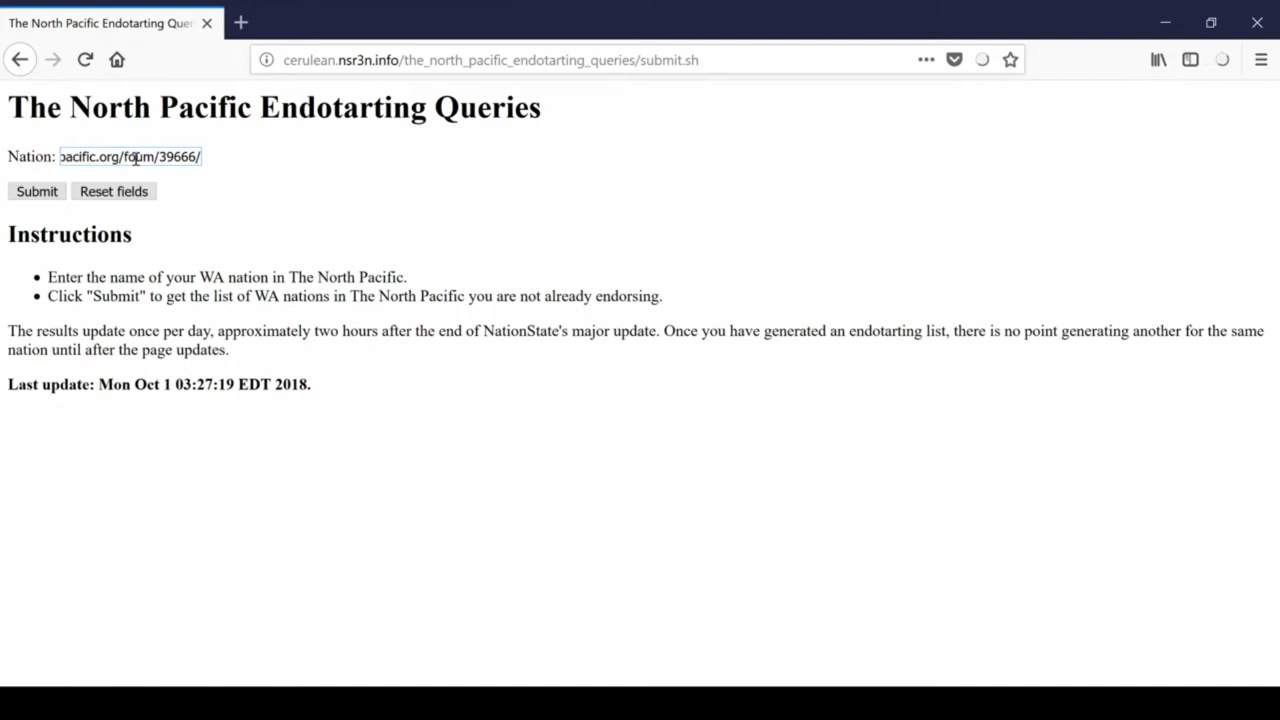 The North Pacific Endotarting Quer
cerulean.nsr3n.info/the_north_pacific_endotarting_queries/submit.sh
The North Pacific Endotarting Queries
Nation: pacific.org/foum/39666/
Submit Reset fields
Instructions
• Enter the name of your WA nation in The North Pacific.
• Click "Submit" to get the list of WA nations in The North Pacific you are not already endorsing.
The results update once per day, approximately two hours after the end of NationState's major update. Once you have generated an endotarting list, there is no point generating another for the same
nation until after the page updates.
Last update: Mon Oct 1 03:27:19 EDT 2018.